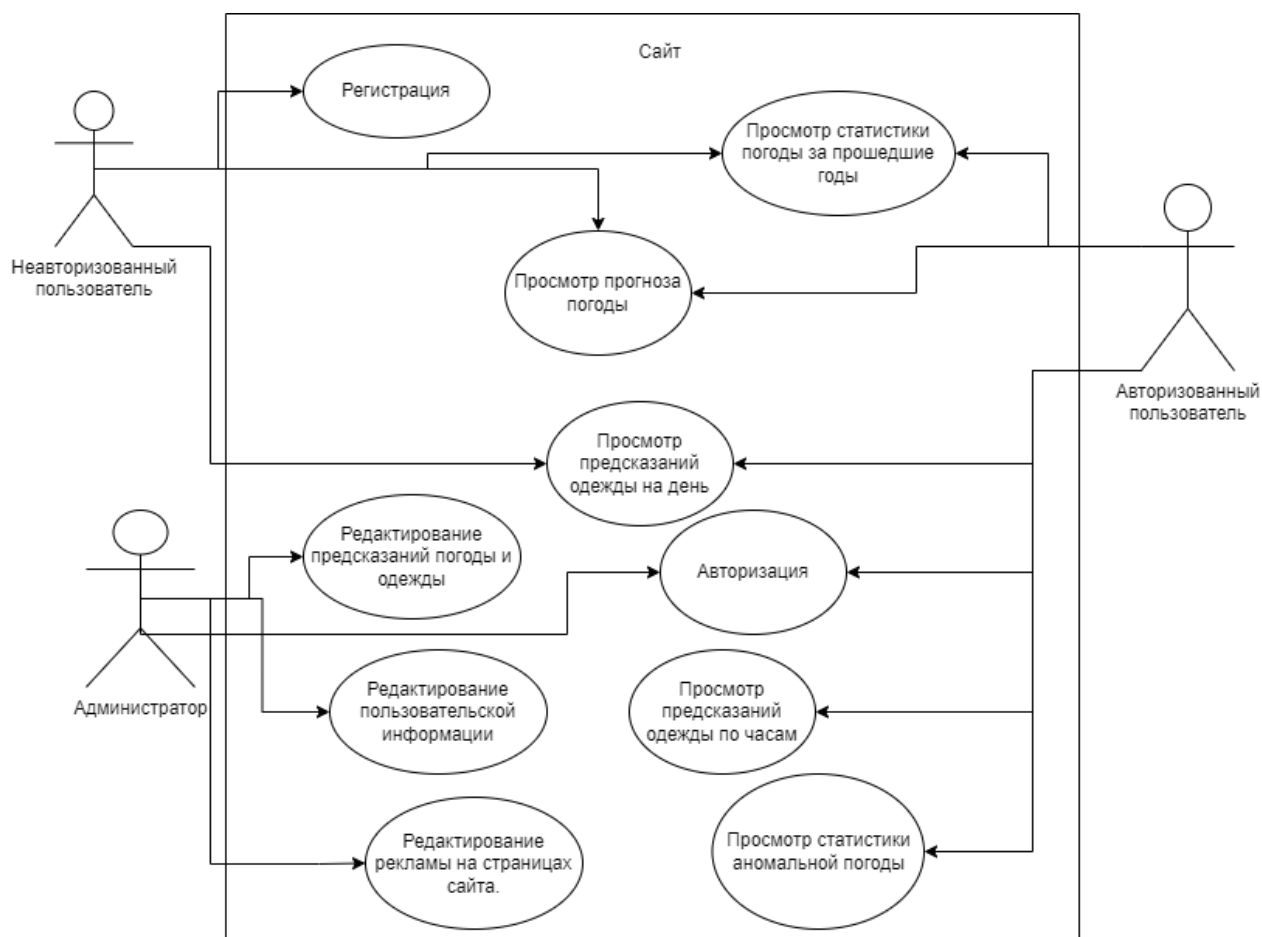 Сайт
Регистрация
Просмотр статистики
погоды за прошедшие
годы
Неавторизованный
пользователь
Просмотр прогноза
погоды
Авторизованный
пользователь
Просмотр
предсказаний
одежды на день
Редактирование
предсказаний погоды и
одежды
Авторизация
Администратор
Редактирование
пользовательской
информации
Просмотр
предсказаний
одежды по часам
Редактирование
рекламы на страницах
сайта.
Просмотр статистики
аномальной погоды